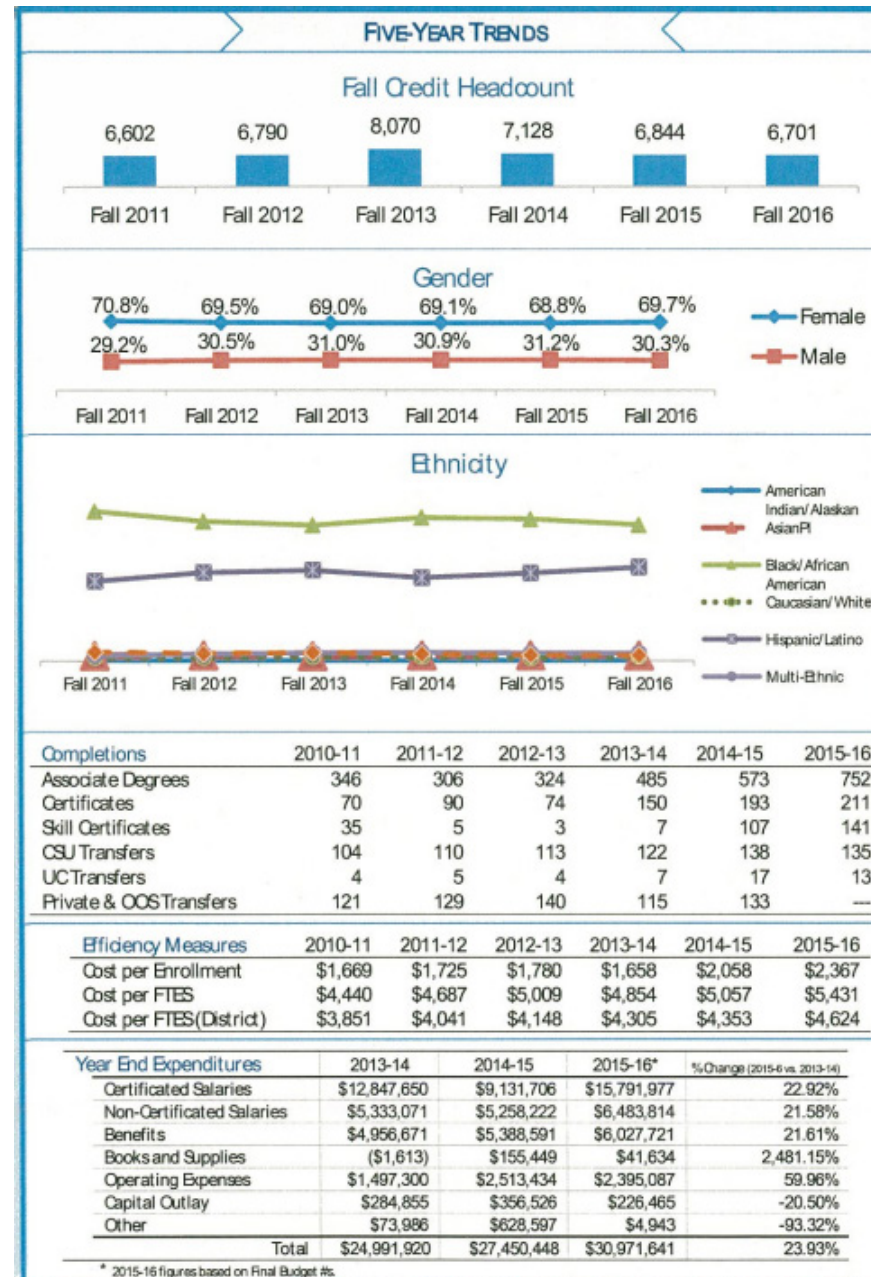 FIVE-YEAR TRENDS
Fall Credit Headcount
6,602 6,790 8,070 7,128 6,844 6,701
Fall 2011 Fall 2012 Fall 2013 Fall 2014 Fall 2015 Fall 2016
Gender
70.8% 69.5% 69.0% 69.1% 68.8% 69.7%
Female
29.2% 30.5% 31.0% 30.9% 31.2% 30.3%
Male
Fall 2011 Fall 2012 Fall 2013 Fall 2014 Fall 2015 Fall 2016
Ethnicity
American
Indian/Alaskan
AsianPI
Black/African
American
Caucasian/White
Hispanic/Latino
Multi-Ethnic
Fall 2011 Fall 2012 Fall 2013 Fall 2014 Fall 2015 Fall 2016
Completions 2010-11 2011-12 2012-13 2013-14 2014-15 2015-16
Associate Degrees 346 306 324 485 573 752
Certificates 70 90 74 150 193 211
Skill Certificates 35 5 3 7 107 141
CSU Transfers 104 110 113 122 138 135
UC Transfers 4 5 4 7 17 13
Private & OOS Transfers 121 129 140 115 133 ---
Efficiency Measures 2010-11 2011-12 2012-13 2013-14 2014-15 2015-16
Cost per Enrollment $1,669 $1,725 $1,780 $1,658 $2,058 $2,367
Cost per FTES $4,440 $4,687 $5,009 $4,854 $5,057 $5,431
Cost per FTES (District) $3,851 $4,041 $4,148 $4,305 $4,353 $4,624
Year End Expenditures 2013-14 2014-15 2015-16* % Change (2015-6 vs. 2013-14)
Certificated Salaries $12,847,650 $9,131,706 $15,791,977 22.92%
Non-Certificated Salaries $5,333,071 $5,258,222 $6,483,814 21.58%
Benefits $4,956,671 $5,388,591 $6,027,721 21.61%
Books and Supplies ($1,613) $155,449 $41,634 2,481.15%
Operating Expenses $1,497,300 $2,513,434 $2,395,087 59.96%
Capital Outlay $284,855 $356,526 $226,465 -20.50%
Other $73,986 $628,597 $4,943 -93.32%
Total $24,991,920 $27,450,448 $30,971,641 23.93%
* 2015-16 figures based on Final Budget #s.